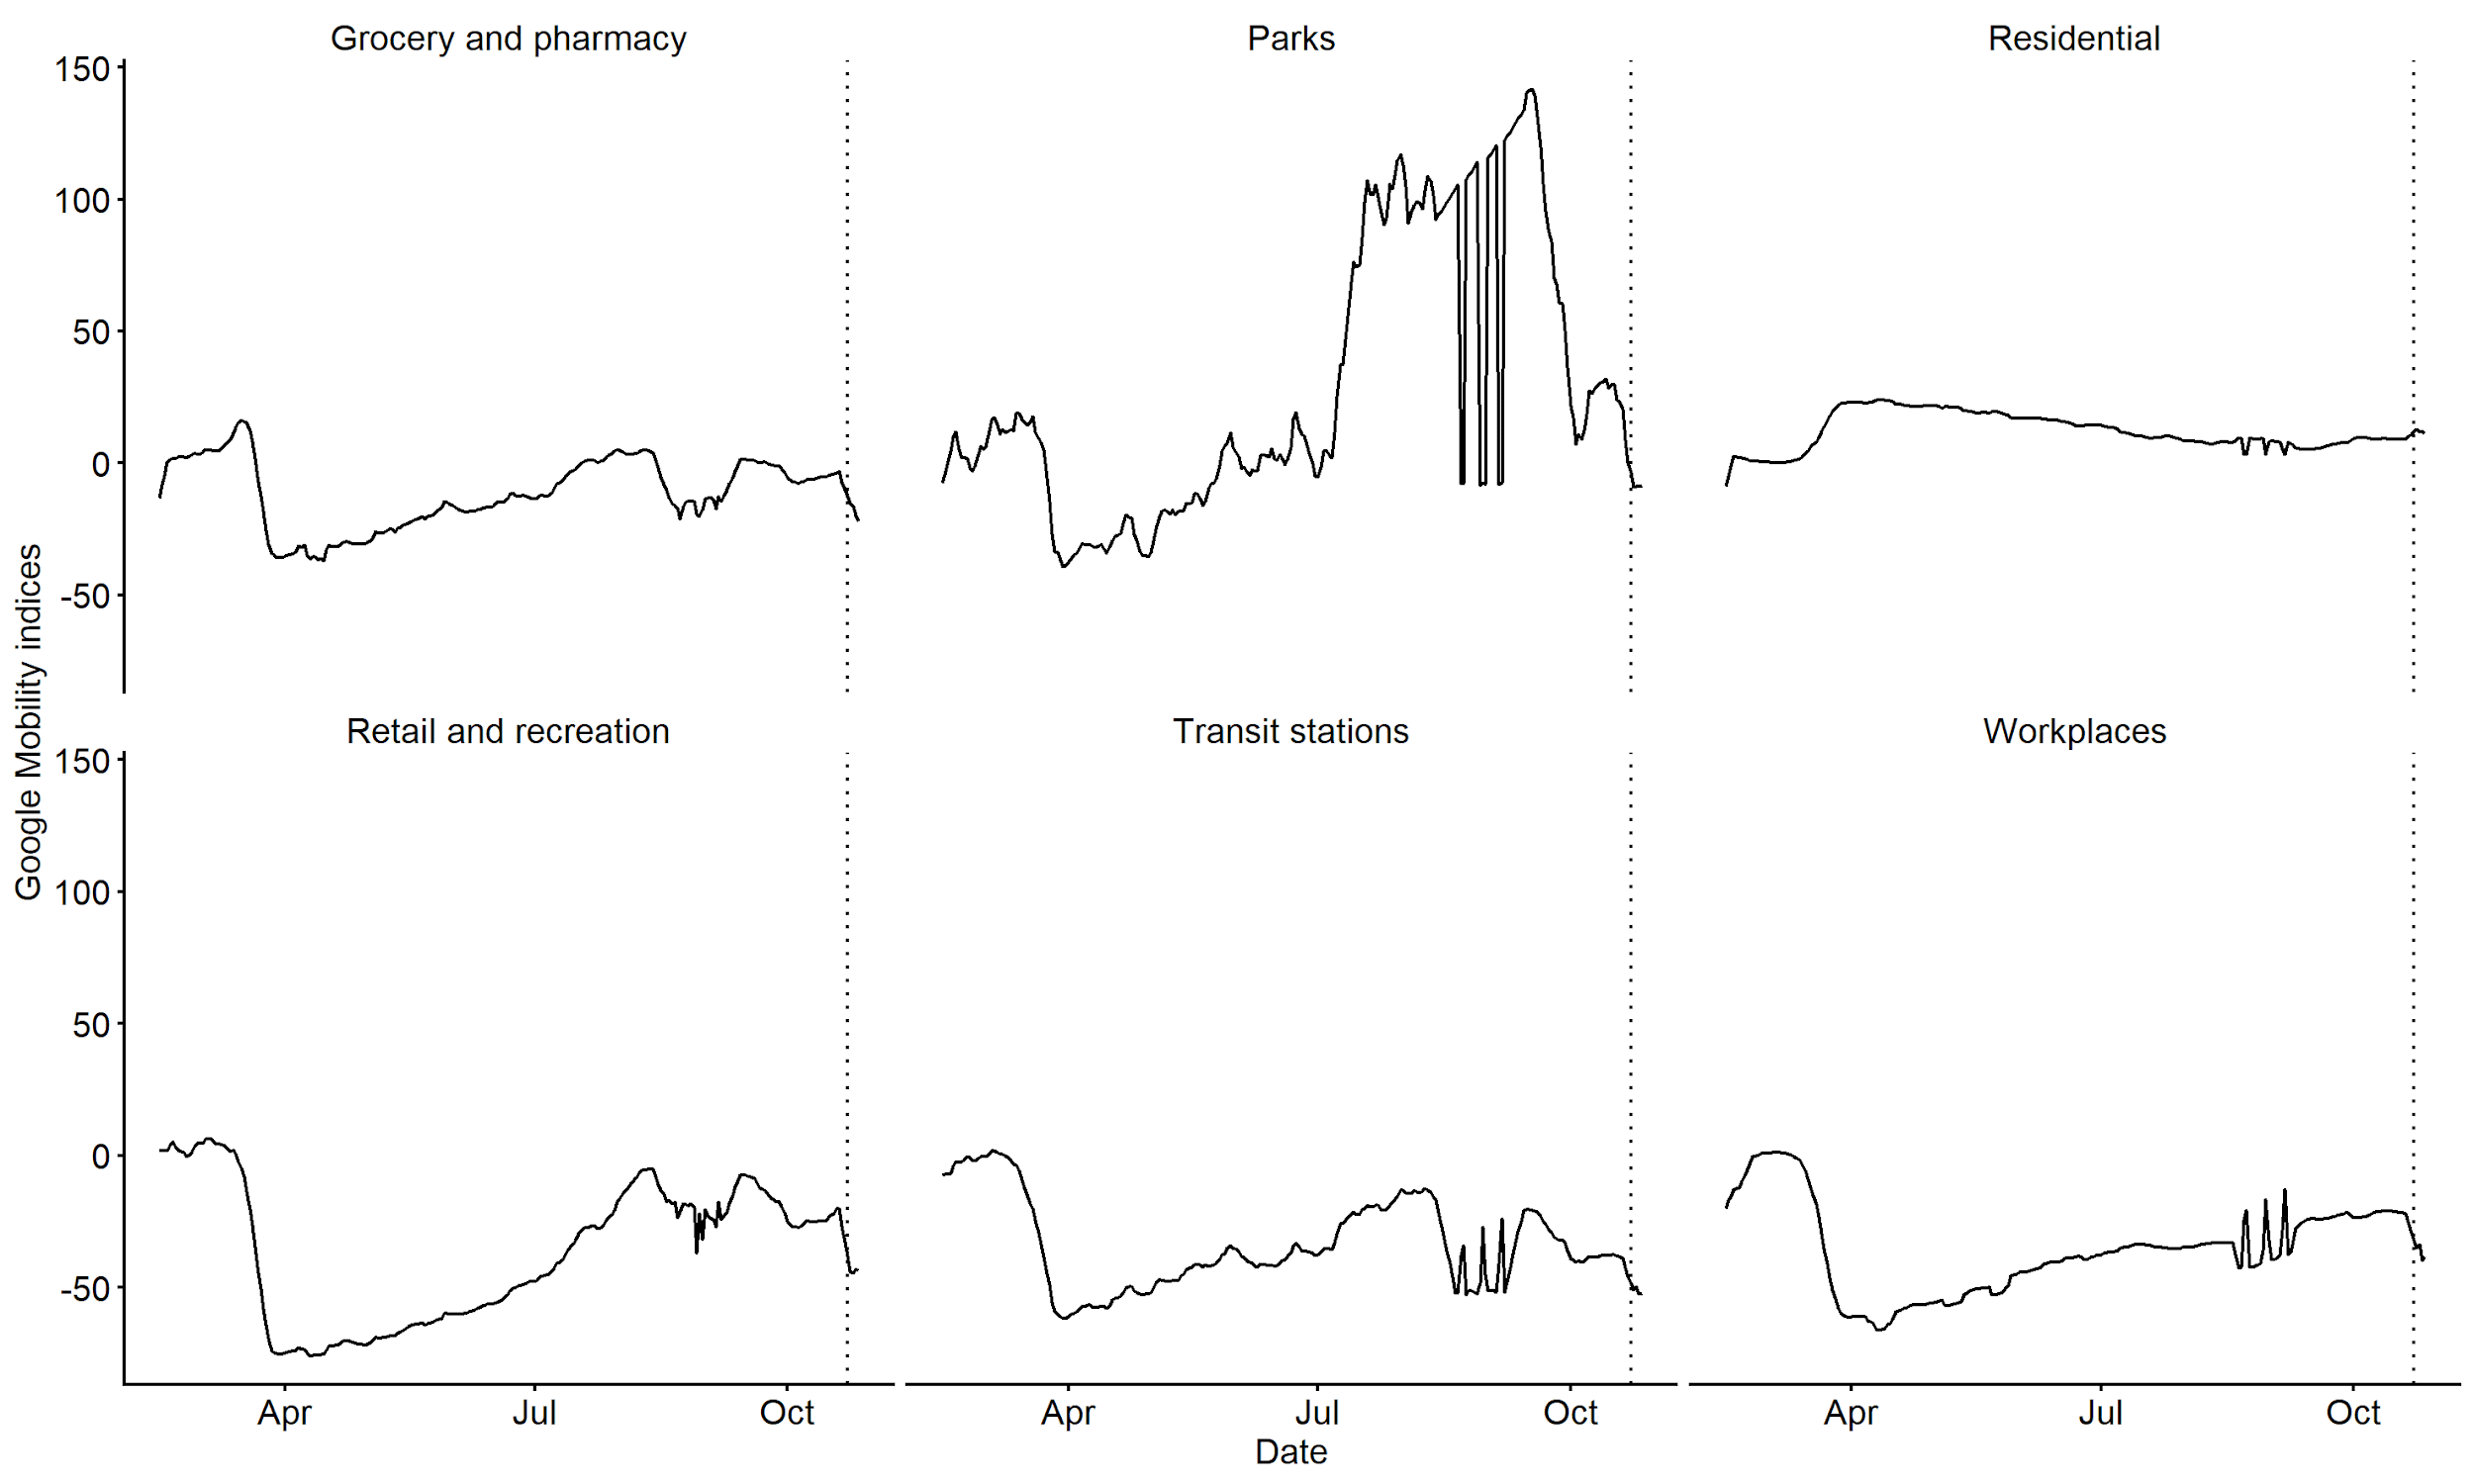 Grocery and pharmacy
Parks
Residential
150
100
50
0
-50
Google Mobility indices
Retail and recreation
Transit stations
Workplaces
150
100
50
0
-50
Apr
Jul
Oct
Apr
Jul
Oct
Apr
Jul
Oct
Date